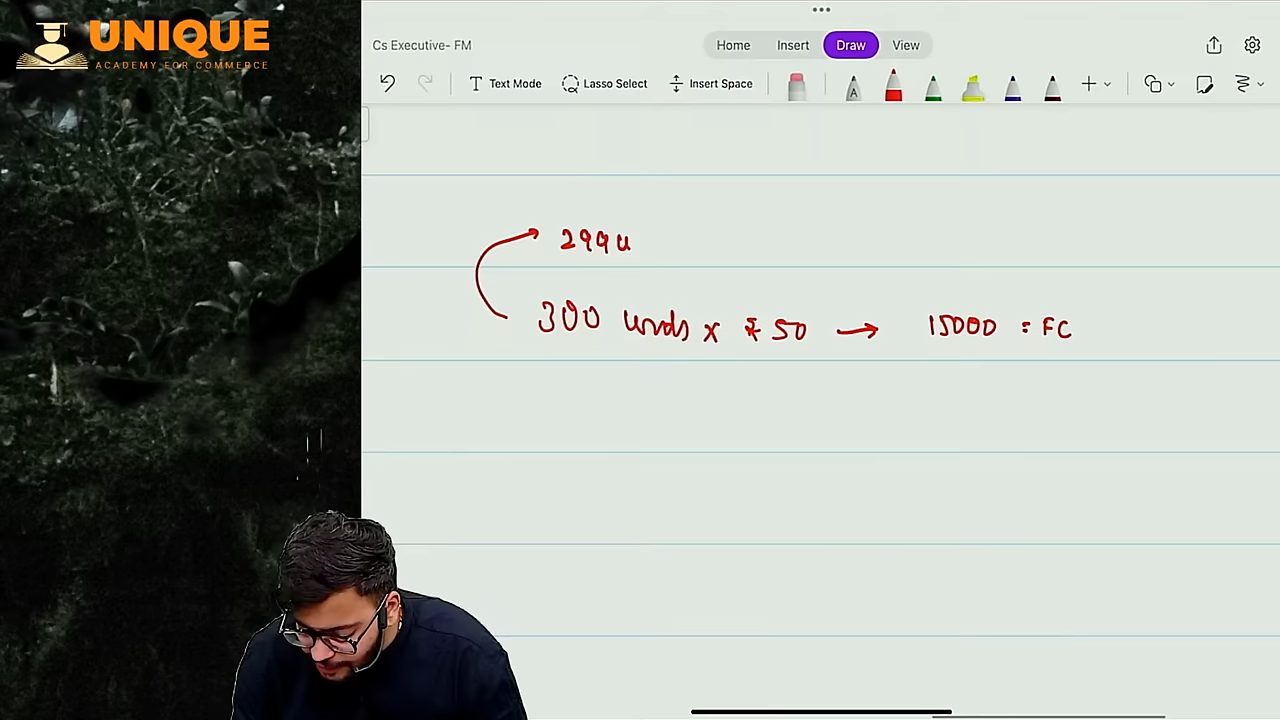 UNIQUE
ACADEMY FOR COMMERCE
Cs Executive- FM
Home Insert Draw View
Text Mode Lasso Select Insert Space
A
299 u
300 units x ₹ 50 → 15000 = FC